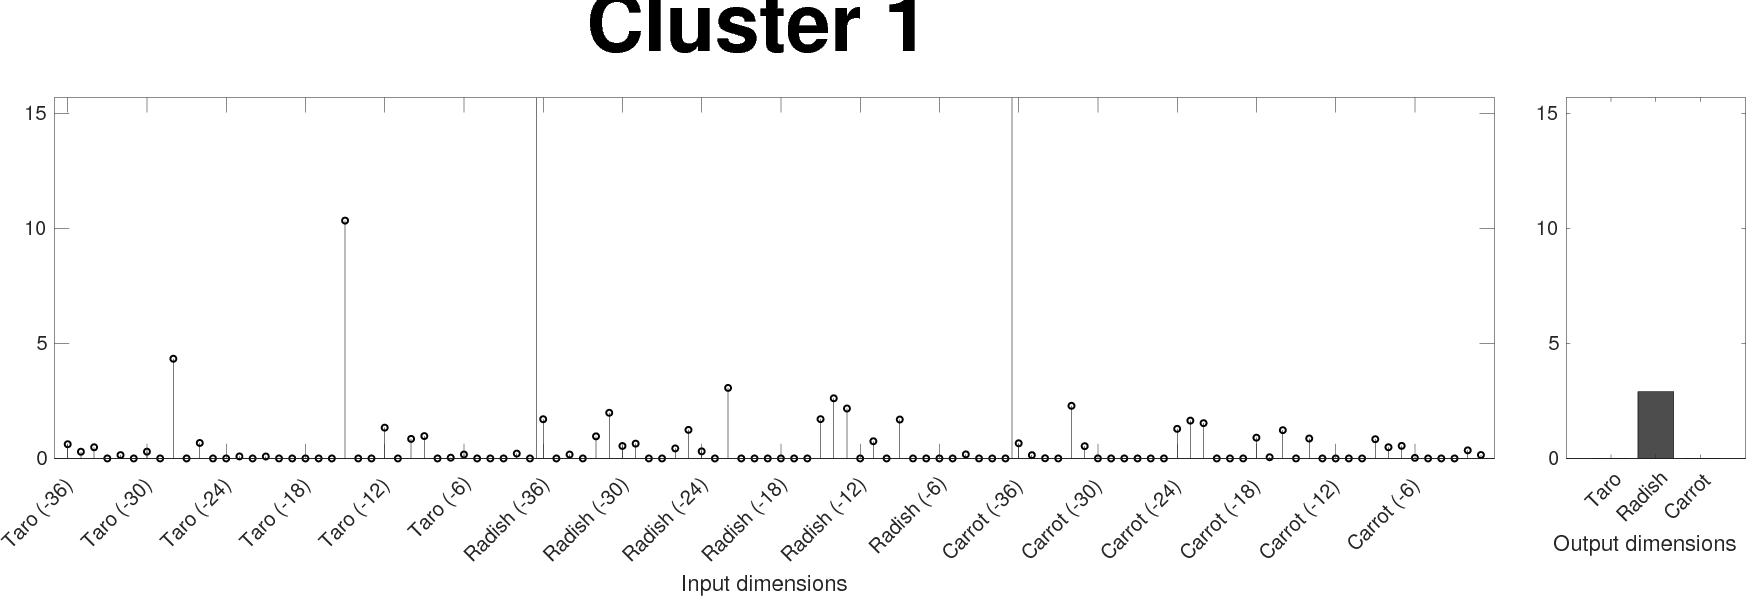 Cluster 1
15
10
5
0
Taro (-36)
Taro (-30)
Taro (-24)
Taro (-18)
Taro (-12)
Taro (-6)
Radish (-36)
Radish (-30)
Radish (-24)
Radish (-18)
Radish (-12)
Radish (-6)
Carrot (-36)
Carrot (-30)
Carrot (-24)
Carrot (-18)
Carrot (-12)
Carrot (-6)
Input dimensions
15
10
5
0
Taro
Radish
Carrot
Output dimensions